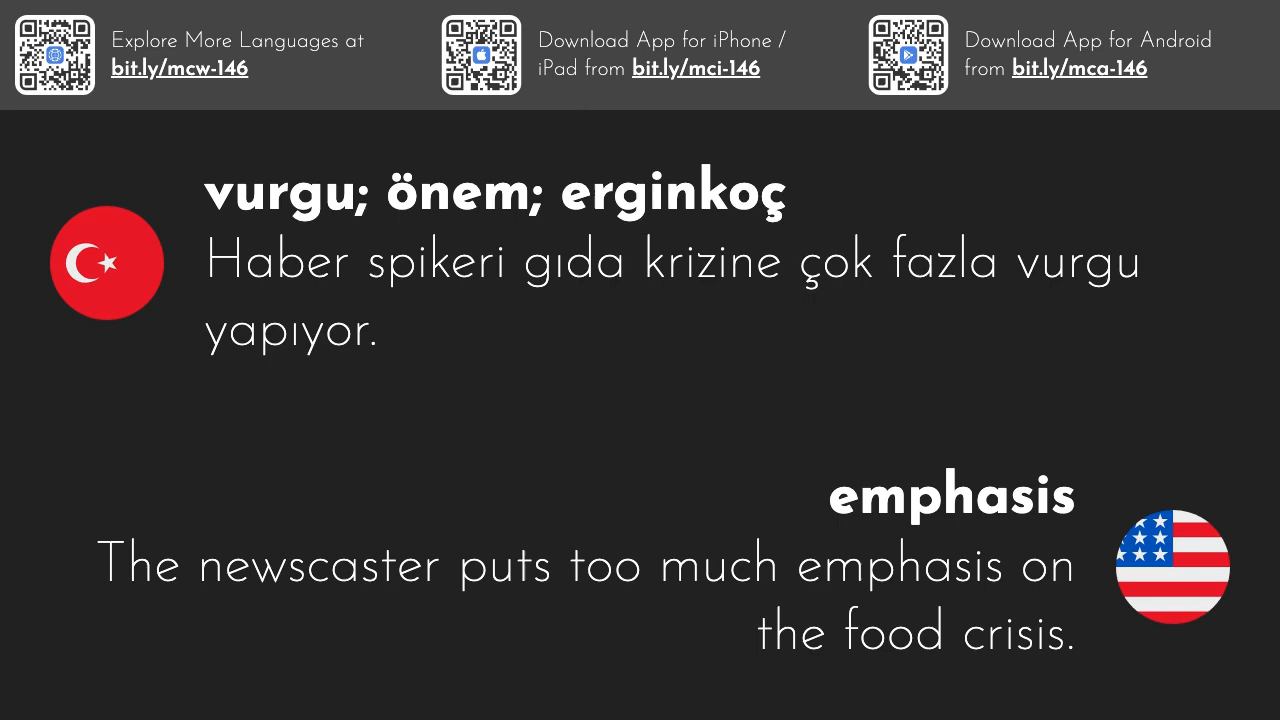 Explore More Languages at
bit.ly/mcw-146
Download App for iPhone /
iPad from bit.ly/mci-146
Download App for Android
from bit.ly/mca-146
vurgu; önem; erginkoç
Haber spikeri gıda krizine çok fazla vurgu
yapıyor.
emphasis
The newscaster puts too much emphasis on
the food crisis.